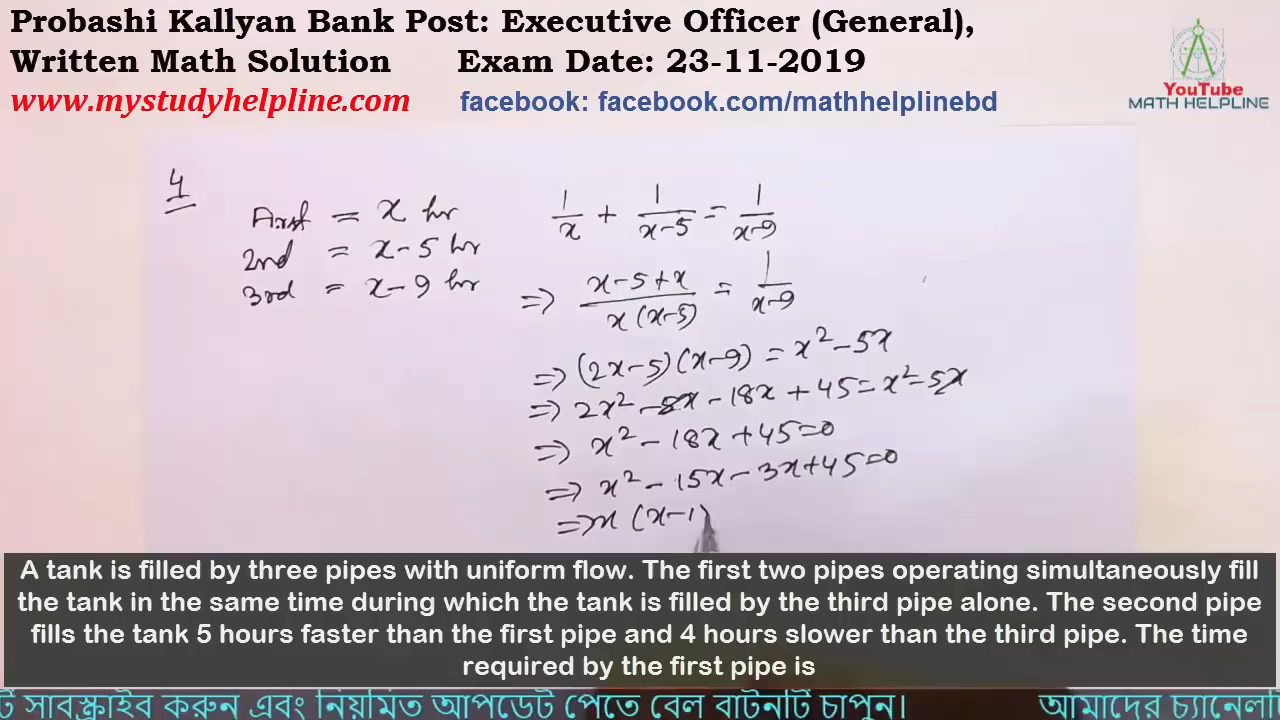 Probashi Kallyan Bank Post: Executive Officer (General),
Written Math Solution Exam Date: 23-11-2019
www.mystudyhelpline.com facebook: facebook.com/mathhelplinebd
YouTube
MATH HELPLINE
4
First = x hr
2nd = x-5 hr
3rd = x-9 hr
1/x + 1/(x-5) = 1/(x-9)
=> (x-5+x)/(x(x-5)) = 1/(x-9)
=> (2x-5)(x-9) = x² - 5x
=> 2x² - 5x - 18x + 45 = x² - 5x
=> x² - 18x + 45 = 0
=> x² - 15x - 3x + 45 = 0
=> x (x-1
A tank is filled by three pipes with uniform flow. The first two pipes operating simultaneously fill
the tank in the same time during which the tank is filled by the third pipe alone. The second pipe
fills the tank 5 hours faster than the first pipe and 4 hours slower than the third pipe. The time
required by the first pipe is
টি সাবস্ক্রাইব করুন এবং নিয়মিত আপডেট পেতে বেল বাটনটি চাপুন। আমাদের চ্যানেলটি